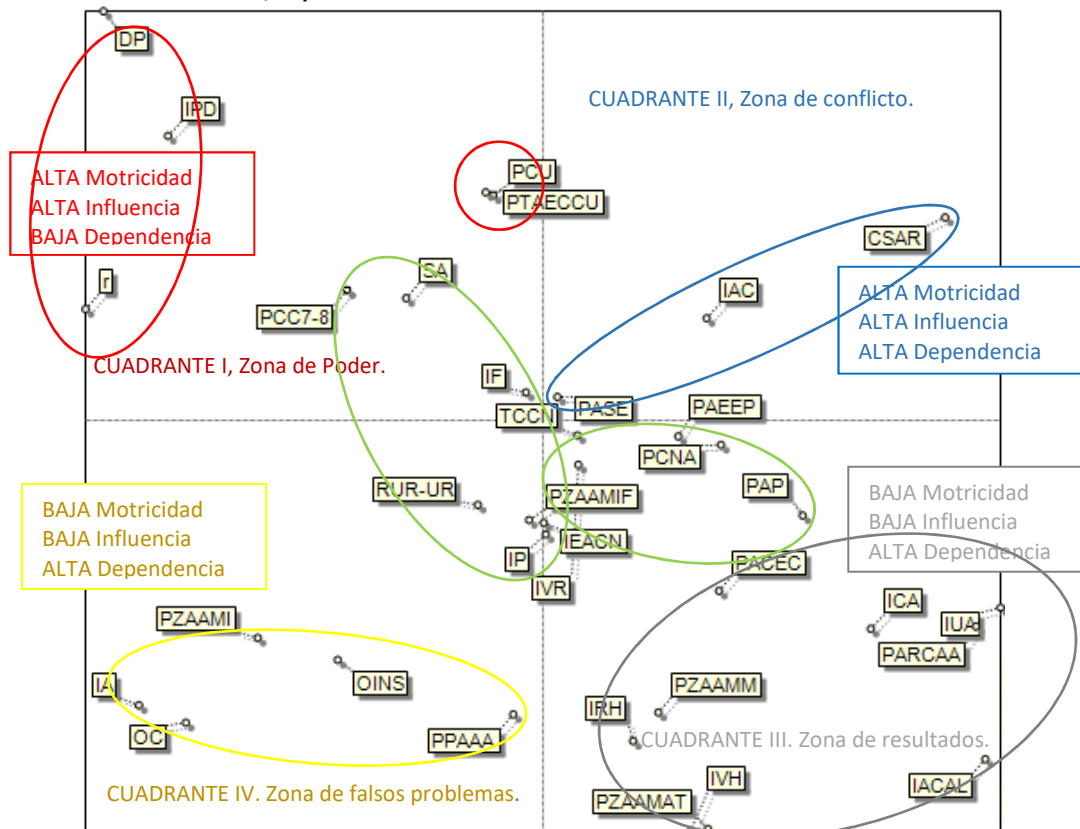 DP
IPD
CUADRANTE II, Zona de conflicto.
PCU
PTAECCU
ALTA Motricidad
ALTA Influencia
BAJA Dependencia
CSAR
SA
r
IAC
PCC7-8
ALTA Motricidad
ALTA Influencia
ALTA Dependencia
CUADRANTE I, Zona de Poder.
IF
TCCN
PASE
PAEEP
PCNA
RUR-UR
PZAAMIF
PAP
BAJA Motricidad
BAJA Influencia
ALTA Dependencia
BAJA Motricidad
BAJA Influencia
ALTA Dependencia
IEACN
IP
IVR
PACEC
PZAAMI
ICA
IUA
PARCAA
IA
OINS
PZAAMM
IRH
OC
PPAAA
CUADRANTE III. Zona de resultados.
IVH
IACAL
PZAAMAT
CUADRANTE IV. Zona de falsos problemas.